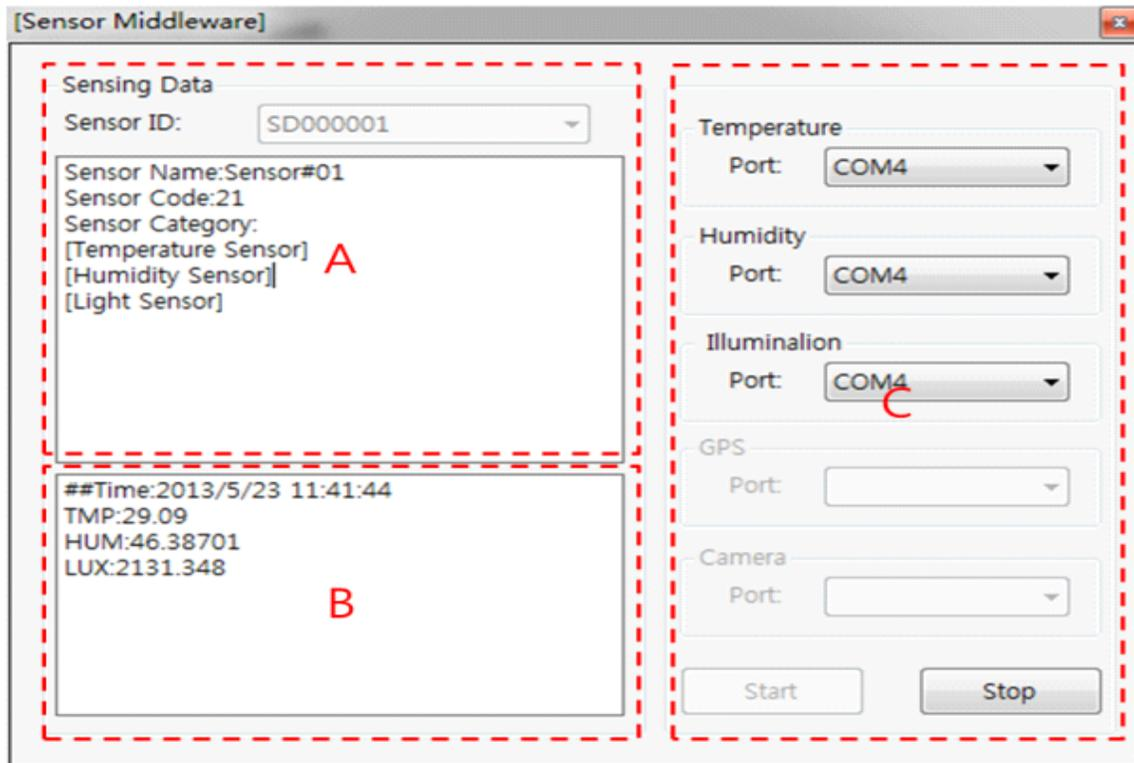 [Sensor Middleware]
Sensing Data
Sensor ID: SD000001
Sensor Name:Sensor#01
Sensor Code:21
Sensor Category:
[Temperature Sensor]
[Humidity Sensor]
[Light Sensor]
A
##Time:2013/5/23 11:41:44
TMP:29.09
HUM:46.38701
LUX:2131.348
B
Temperature
Port: COM4
Humidity
Port: COM4
Illuminalion
Port: COM4
C
GPS
Port:
Camera
Port:
Start Stop